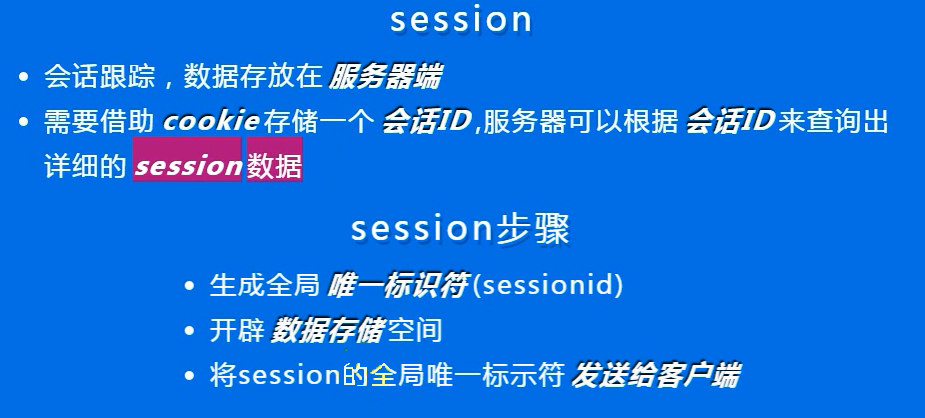 session
会话跟踪，数据存放在 服务器端
需要借助 cookie 存储一个 会话ID ,服务器可以根据 会话ID 来查询出
详细的 session 数据
session步骤
生成全局 唯一标识符 (sessionid)
开辟 数据存储 空间
将session的全局唯一标示符 发送给客户端